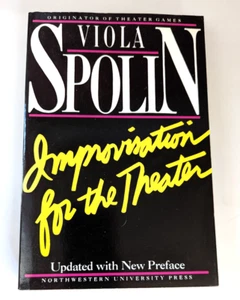 ORIGINATOR OF THEATER GAMES
VIOLA
SPOLIN
Improvisation
for the Theater
Updated with New Preface
NORTHWESTERN UNIVERSITY PRESS